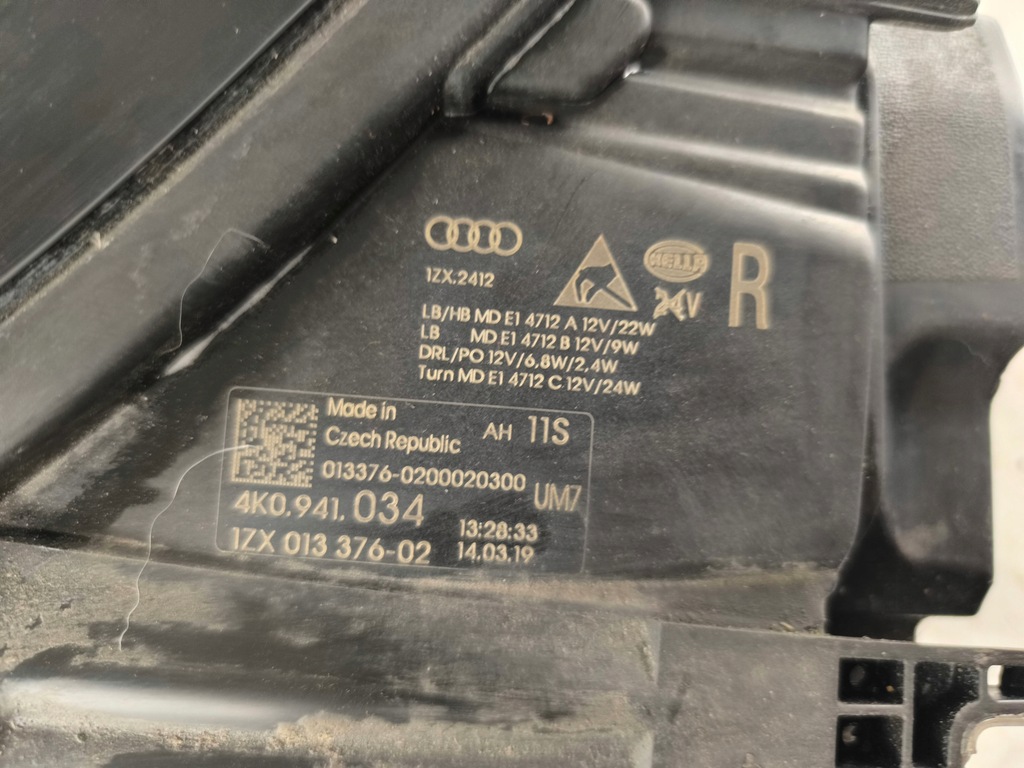 1ZX.2412
HELLA
24V
R
LB/HB MD E1 4712 A 12V/22W
LB MD E1 4712 B 12V/9W
DRL/PO 12V/6,8W/2,4W
Turn MD E1 4712 C 12V/24W
Made in
Czech Republic
AH 11S
013376-0200020300
UM7
4K0.941.034
13:28:33
1ZX 013 376-02
14.03.19